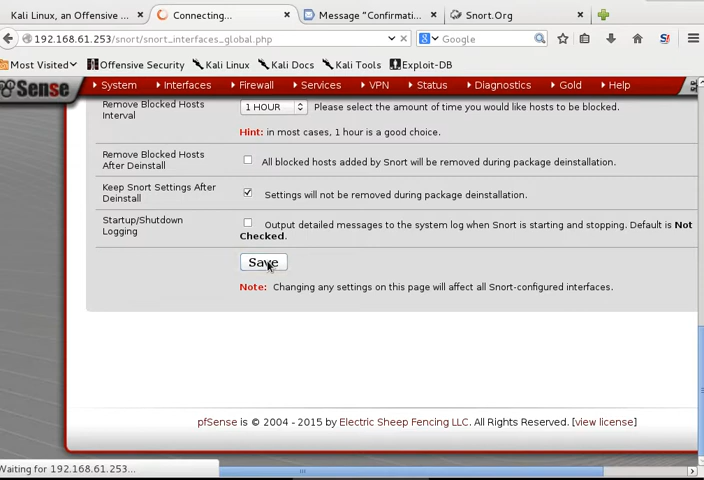 Kali Linux, an Offensive ...
Connecting...
Message "Confirmati...
Snort.Org
192.168.61.253/snort/snort_interfaces_global.php
Google
Most Visited
Offensive Security
Kali Linux
Kali Docs
Kali Tools
Exploit-DB
Sense
System
Interfaces
Firewall
Services
VPN
Status
Diagnostics
Gold
Help
Remove Blocked Hosts
Interval
1 HOUR
Please select the amount of time you would like hosts to be blocked.
Hint: in most cases, 1 hour is a good choice.
Remove Blocked Hosts
After Deinstall
All blocked hosts added by Snort will be removed during package deinstallation.
Keep Snort Settings After
Deinstall
Settings will not be removed during package deinstallation.
Startup/Shutdown
Logging
Output detailed messages to the system log when Snort is starting and stopping. Default is Not
Checked.
Save
Note: Changing any settings on this page will affect all Snort-configured interfaces.
pfSense is © 2004 - 2015 by Electric Sheep Fencing LLC. All Rights Reserved. [view license]
Waiting for 192.168.61.253...